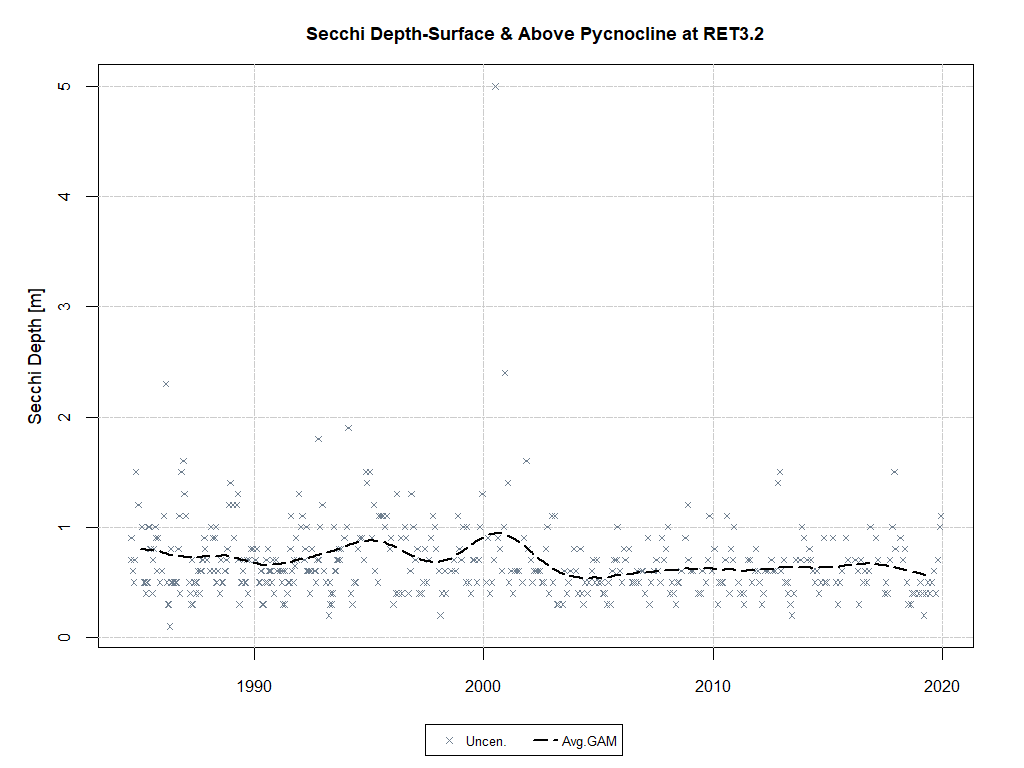 Secchi Depth-Surface & Above Pycnocline at RET3.2
Secchi Depth [m]
5
4
3
2
1
0
1990 2000 2010 2020
Uncen. Avg.GAM